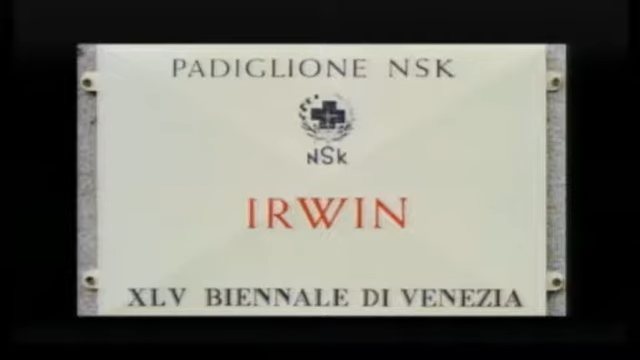 PADIGLIONE NSK
NSK
IRWIN
XLV BIENNALE DI VENEZIA